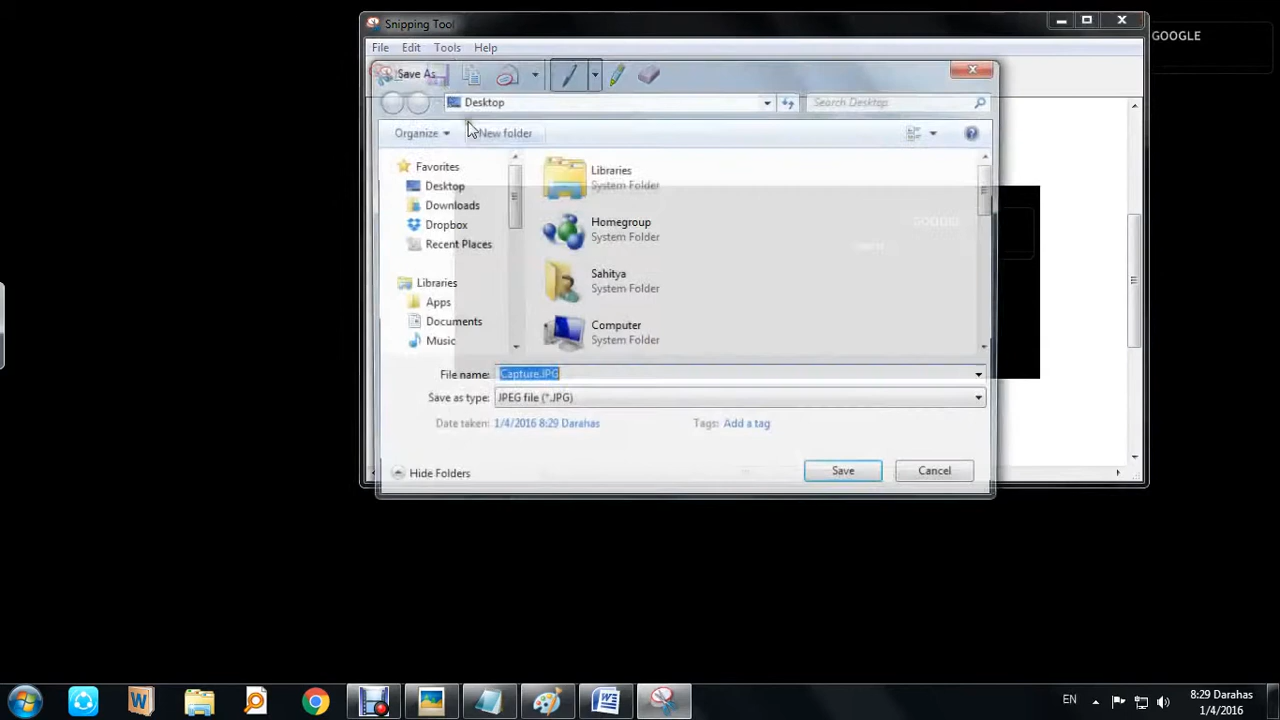 Snipping Tool
GOOGLE
File Edit Tools Help
Save As
Desktop
Search Desktop
Organize New folder
Favorites
Desktop
Downloads
Dropbox
Recent Places
Libraries
Apps
Documents
Music
Libraries
System Folder
Homegroup
System Folder
Sahitya
System Folder
Computer
System Folder
GOOGLE
File name: Capture.JPG
Save as type: JPEG file (*.JPG)
Date taken: 1/4/2016 8:29 Darahas Tags: Add a tag
Hide Folders Save Cancel
EN 8:29 Darahas
1/4/2016